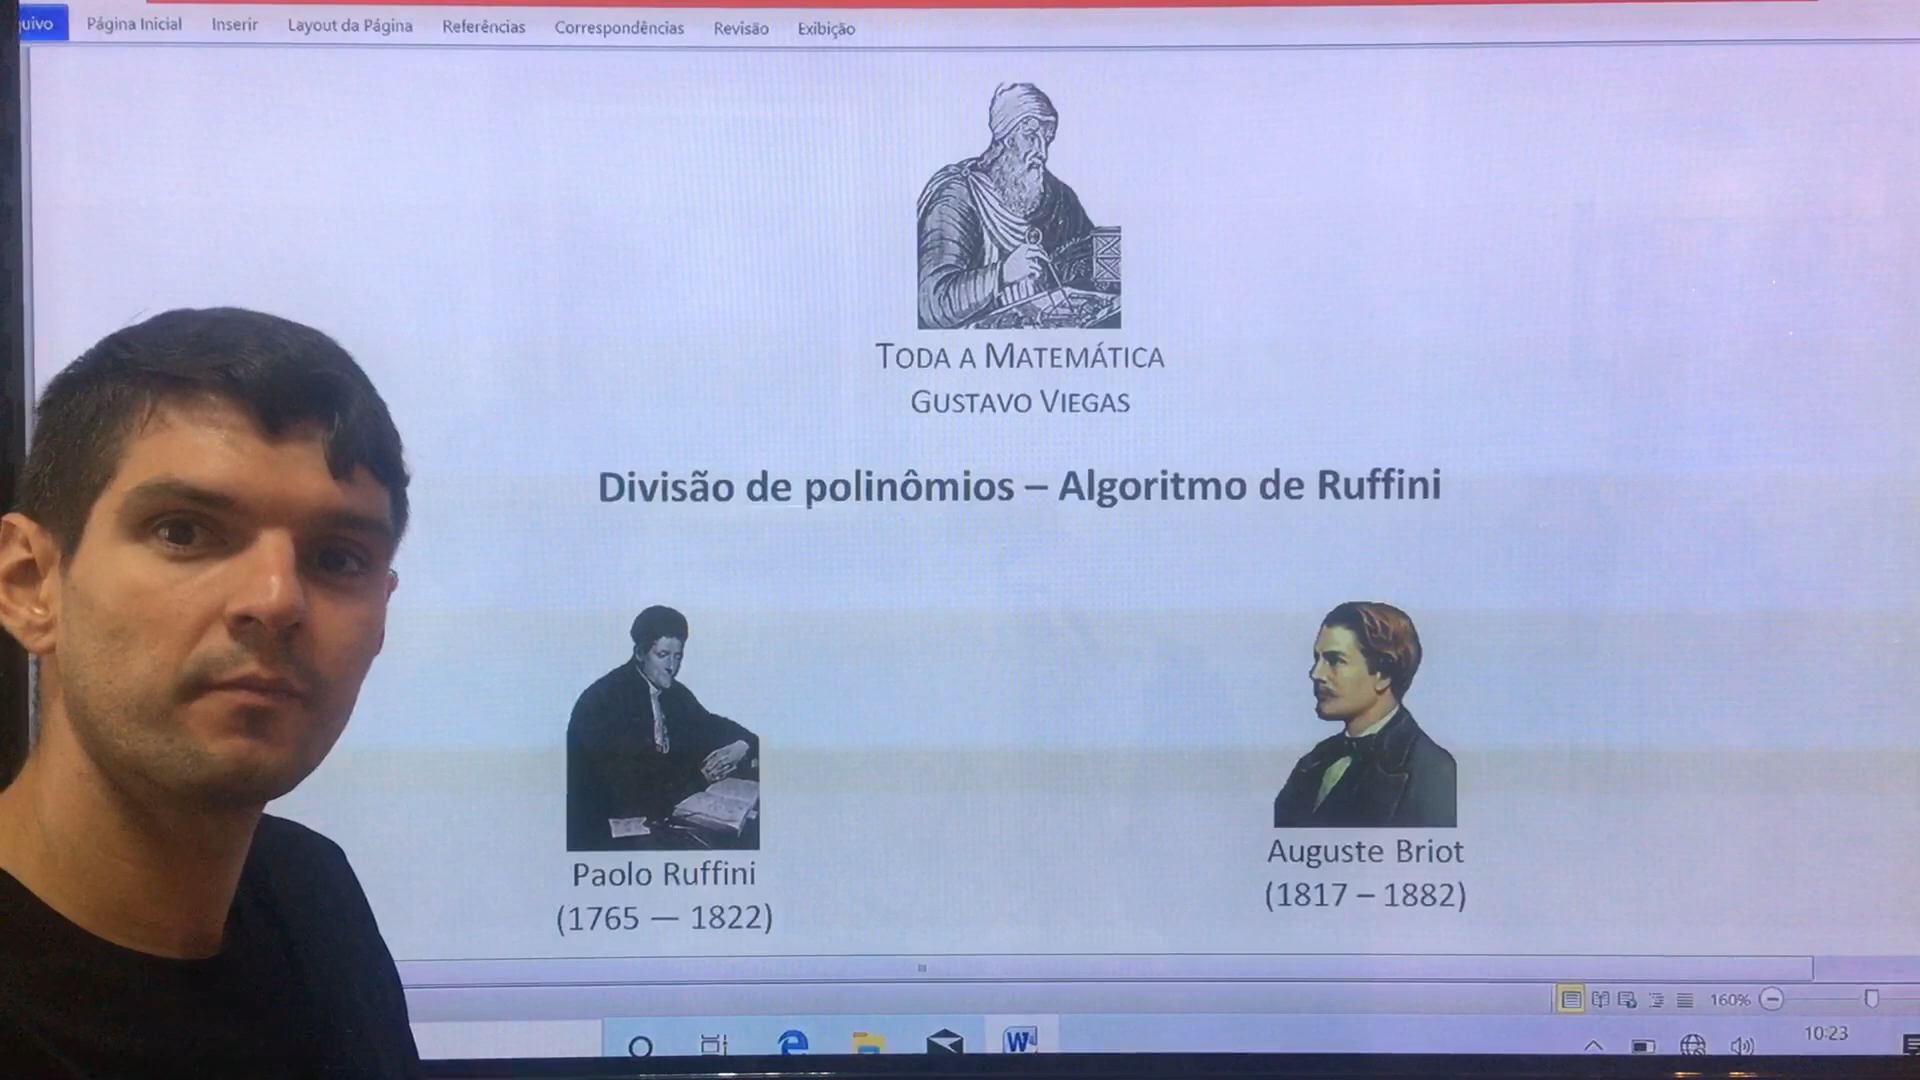 uivo Página Inicial Inserir Layout da Página Referências Correspondências Revisão Exibição
TODA A MATEMÁTICA
GUSTAVO VIEGAS
Divisão de polinômios – Algoritmo de Ruffini
Paolo Ruffini
(1765 — 1822)
Auguste Briot
(1817 – 1882)
160%
10:23